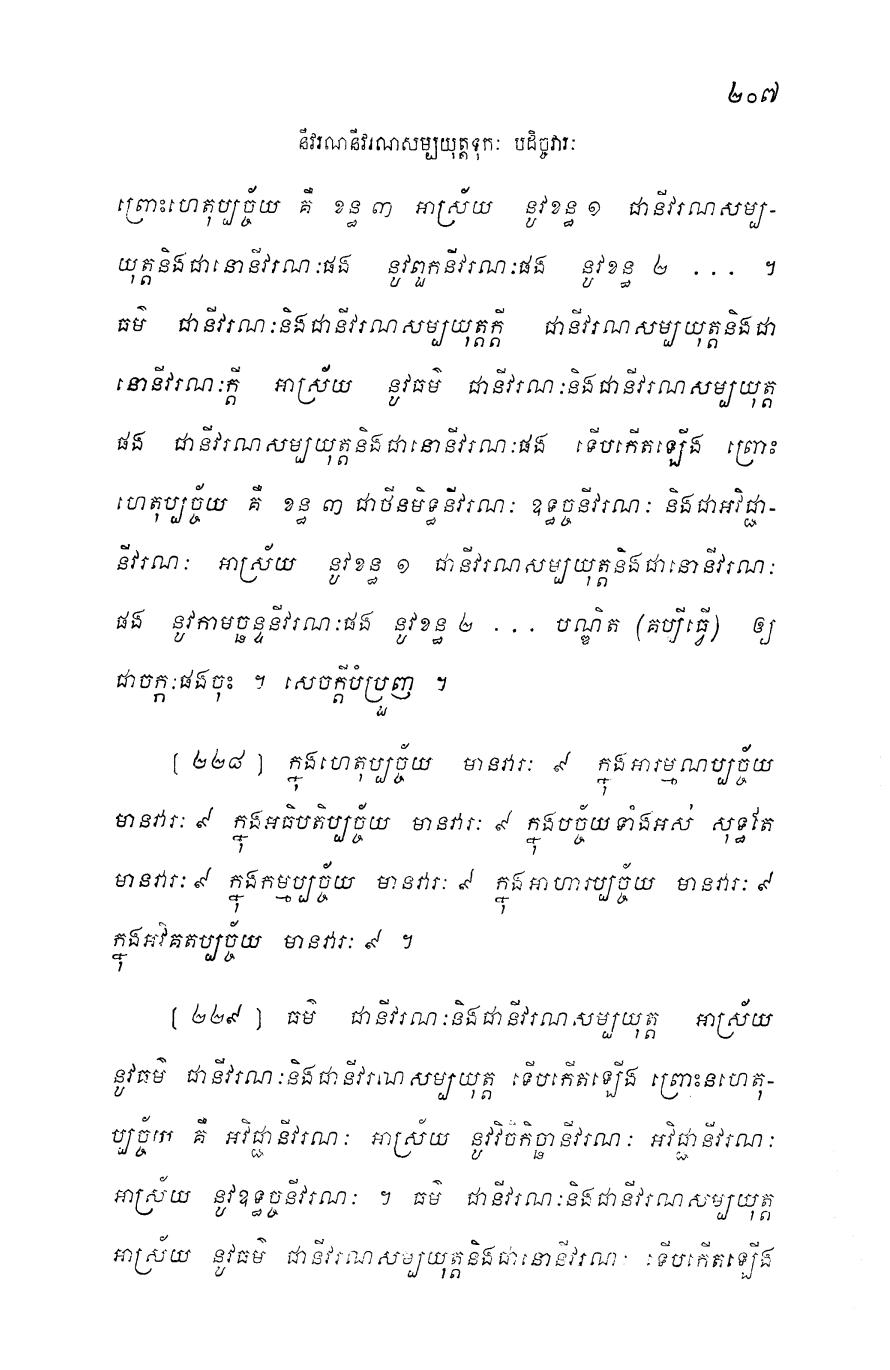 ២០៧
នីវរណនីវរណសម្បយុត្តទុកៈ បដិច្ចវារៈ
ព្រោះហេតុប្បច្ច័យ គឺ ខន្ធ ៣ អាស្រ័យ នូវខន្ធ ១ ជានីវរណសម្ប-
យុត្តនិងជានោនីវរណៈផង នូវពួកនីវរណៈផង នូវខន្ធ ២ ... ។
ធម៌ ជានីវរណៈនិងជានីវរណសម្បយុត្តក្តី ជានីវរណសម្បយុត្តនិងជា
នោនីវរណៈក្តី អាស្រ័យ នូវធម៌ ជានីវរណៈនិងជានីវរណសម្បយុត្ត
ផង ជានីវរណសម្បយុត្តនិងជានោនីវរណៈផង ទើបកើតឡើង ព្រោះ
ហេតុប្បច្ច័យ គឺ ខន្ធ ៣ ជាថីនមិទ្ធនីវរណៈ ឧទ្ធច្ចនីវរណៈ និងជាអវិជ្ជា-
នីវរណៈ អាស្រ័យ នូវខន្ធ ១ ជានីវរណសម្បយុត្តនិងជានោនីវរណៈ
ផង នូវកាមច្ឆន្ទនីវរណៈផង នូវខន្ធ ២ ... បណ្ឌិត (គប្បីធ្វើ) ឲ្យ
ជាចក្កៈផងចុះ ។ សេចក្តីបំប្រួញ ។
[ ២២៨ ] ក្នុងហេតុប្បច្ច័យ មានវារៈ ៩ ក្នុងអារម្មណប្បច្ច័យ
មានវារៈ ៩ ក្នុងអធិបតិប្បច្ច័យ មានវារៈ ៩ ក្នុងបច្ច័យទាំងអស់ សុទ្ធតែ
មានវារៈ ៩ ក្នុងកម្មប្បច្ច័យ មានវារៈ ៩ ក្នុងអាហារប្បច្ច័យ មានវារៈ ៩
ក្នុងអវិគតប្បច្ច័យ មានវារៈ ៩ ។
[ ២២៩ ] ធម៌ ជានីវរណៈនិងជានីវរណសម្បយុត្ត អាស្រ័យ
នូវធម៌ ជានីវរណៈនិងជានីវរណសម្បយុត្ត ទើបកើតឡើង ព្រោះនហេតុ-
ប្បច្ច័យ គឺ អវិជ្ជានីវរណៈ អាស្រ័យ នូវវិចិកិច្ឆានីវរណៈ អវិជ្ជានីវរណៈ
អាស្រ័យ នូវឧទ្ធច្ចនីវរណៈ ។ ធម៌ ជានីវរណៈនិងជានីវរណសម្បយុត្ត
អាស្រ័យ នូវធម៌ ជានីវរណសម្បយុត្តនិងជានោនីវរណៈ ទើបកើតឡើង